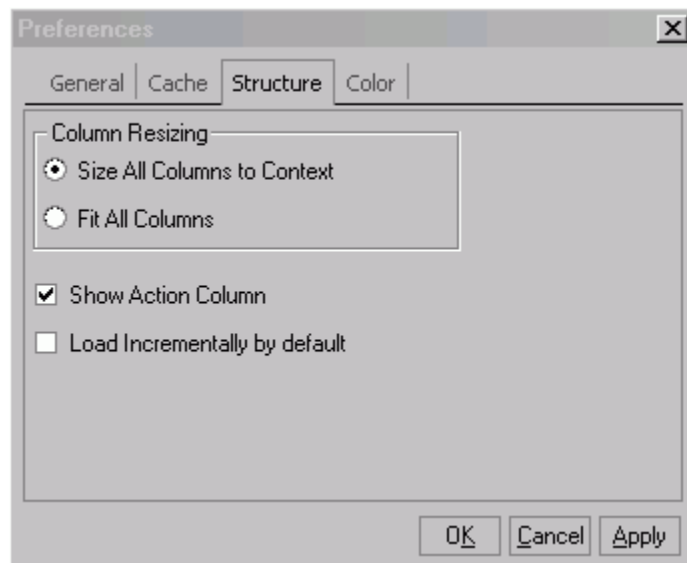 Preferences
General Cache Structure Color
Column Resizing
Size All Columns to Context
Fit All Columns
Show Action Column
Load Incrementally by default
OK Cancel Apply